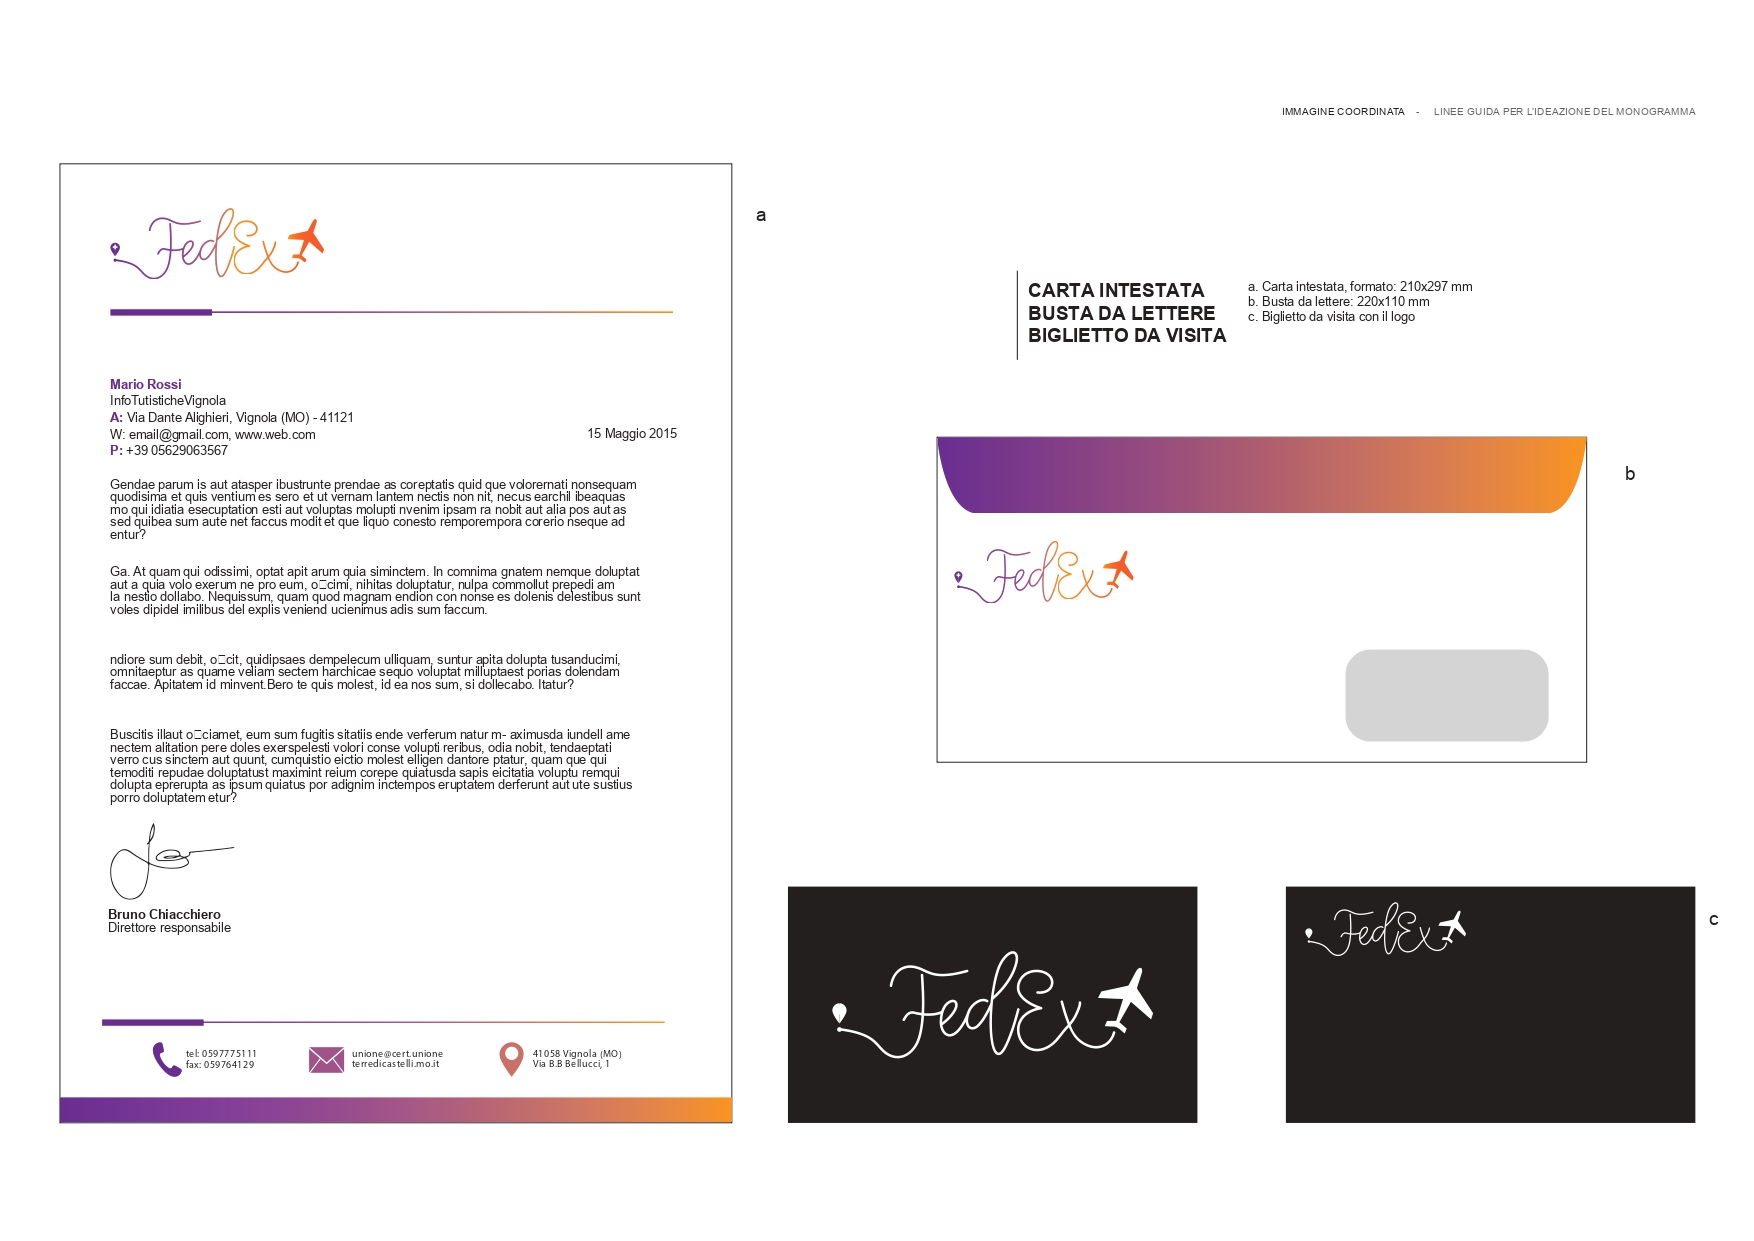 IMMAGINE COORDINATA - LINEE GUIDA PER L'IDEAZIONE DEL MONOGRAMMA
FedEx
a
Mario Rossi
InfoTutisticheVignola
A: Via Dante Alighieri, Vignola (MO) - 41121
W: email@gmail.com, www.web.com
15 Maggio 2015
P: +39 05629063567
Gendae parum is aut atasper ibustrunte prendae as coreptatis quid que volorernati nonsequam
quodisima et quis ventium es sero et ut vernam lantem nectis non nit, necus earchil ibeaquas
mo qui idiatia esecuptation esti aut voluptas molupti nvenim ipsam ra nobit aut alia pos aut as
sed quibea sum aute net faccus modit et que liquo conesto remporempora corerio nseque ad
entur?
Ga. At quam qui odissimi, optat apit arum quia siminctem. In comnima gnatem nemque doluptat
aut a quia volo exerum ne pro eum, o□cimi, nihitas doluptatur, nulpa commollut prepedi am
la nestio dollabo. Nequissum, quam quod magnam endion con nonse es dolenis delestibus sunt
voles dipidel imilibus del explis veniend ucienimus adis sum faccum.
ndiore sum debit, o□cit, quidipsaes dempelecum ulliquam, suntur apita dolupta tusanducimi,
omnitaeptur as quame veliam sectem harchicae sequo voluptat milluptaest porias dolendam
faccae. Apitatem id minvent.Bero te quis molest, id ea nos sum, si dollecabo. Itatur?
Buscitis illaut o□ciamet, eum sum fugitis sitatiis ende verferum natur m- aximusda iundell ame
nectem alitation pere doles exerspelesti volori conse volupti reribus, odia nobit, tendaeptati
verro cus sinctem aut quunt, cumquistio eictio molest elligen dantore ptatur, quam que qui
temoditi repudae doluptatust maximint reium corepe quiatusda sapis eicitatia voluptu remqui
dolupta eprerupta as ipsum quiatus por adignim inctempos eruptatem derferunt aut ute sustius
porro doluptatem etur?
Bruno Chiacchiero
Direttore responsabile
tel: 0597775111
fax: 059764129
unione@cert.unione
terredicastelli.mo.it
41058 Vignola (MO)
Via B.B Bellucci, 1
CARTA INTESTATA
BUSTA DA LETTERE
BIGLIETTO DA VISITA
a. Carta intestata, formato: 210x297 mm
b. Busta da lettere: 220x110 mm
c. Biglietto da visita con il logo
b
FedEx
FedEx
FedEx
c